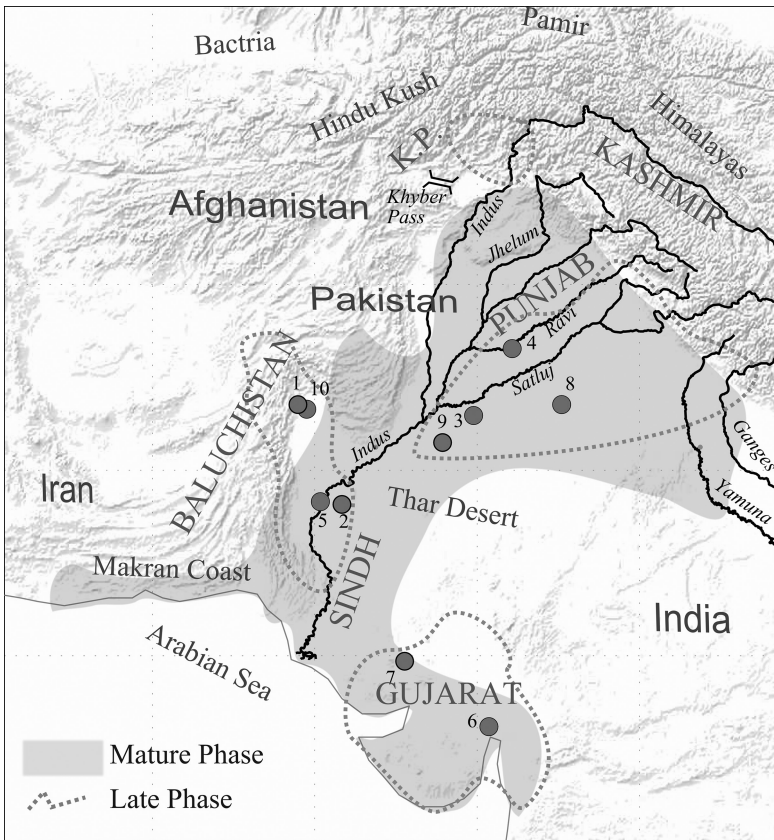 Pamir
Bactria
Hindu Kush
Himalayas
K.P.
KASHMIR
Khyber
Pass
Afghanistan
Indus
Jhelum
Pakistan
PUNJAB
Ravi
4
Satluj
1
10
8
9
3
BALUCHISTAN
Indus
Ganges
Iran
Yamuna
Thar Desert
5
2
Makran Coast
SINDH
India
Arabian Sea
7
GUJARAT
6
Mature Phase
Late Phase